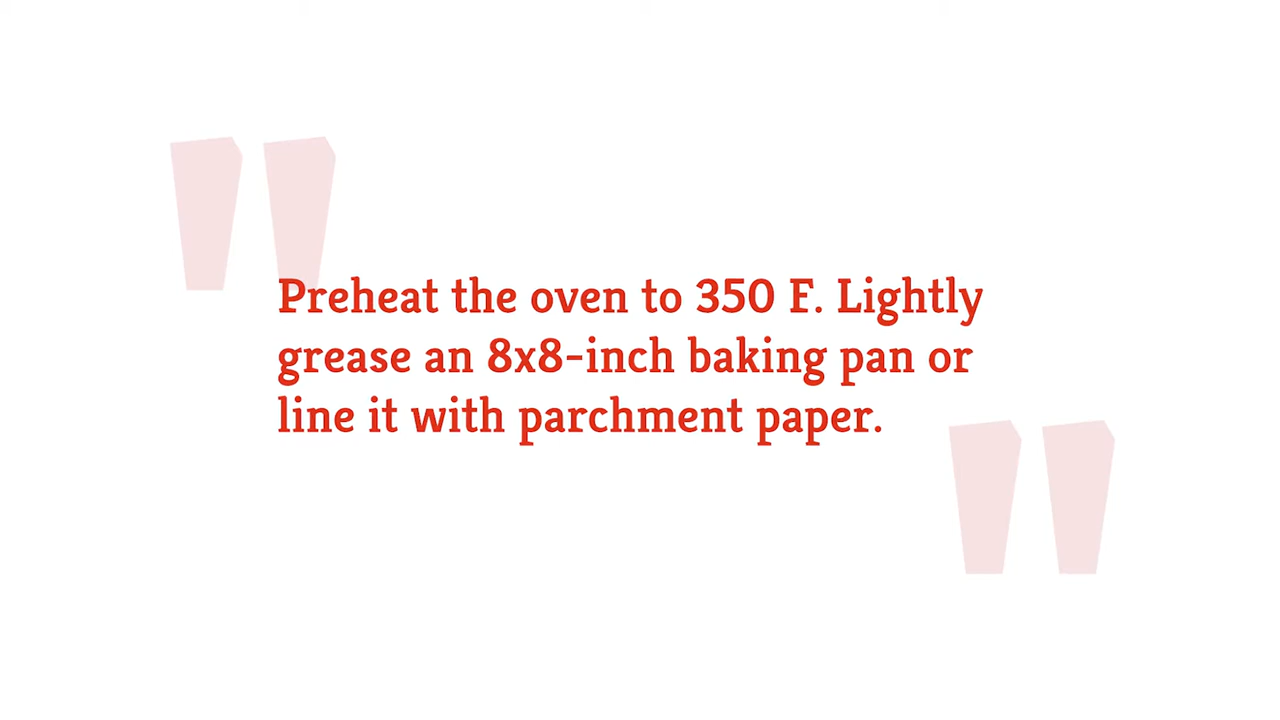 Preheat the oven to 350 F. Lightly
grease an 8x8-inch baking pan or
line it with parchment paper.